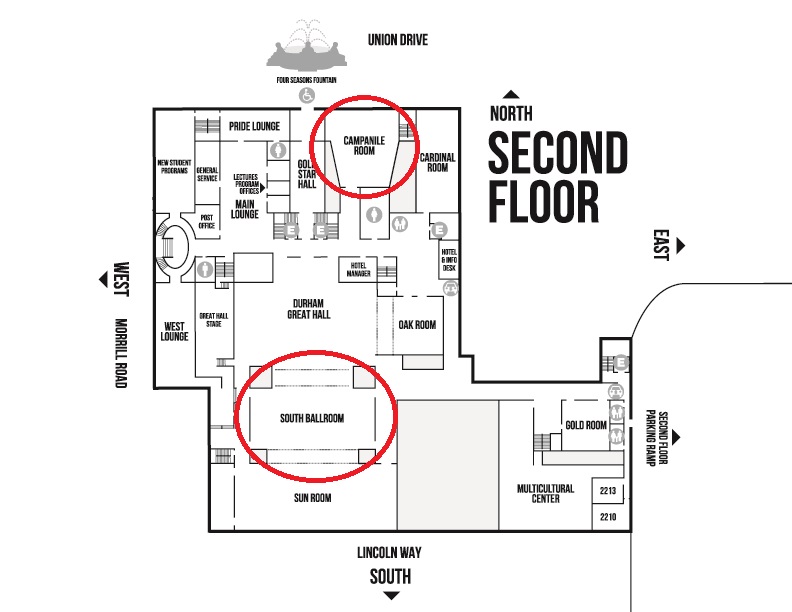 UNION DRIVE
FOUR SEASONS FOUNTAIN
NORTH
SECOND
FLOOR
PRIDE LOUNGE
CAMPANILE
ROOM
NEW STUDENT
PROGRAMS
GENERAL
SERVICE
LECTURES
PROGRAM
OFFICES
GOLD
STAR
HALL
CARDINAL
ROOM
MAIN
LOUNGE
POST
OFFICE
E
E
E
HOTEL
& INFO
DESK
EAST
WEST
HOTEL
MANAGER
DURHAM
GREAT HALL
GREAT HALL
STAGE
WEST
LOUNGE
OAK ROOM
MORRILL ROAD
E
SOUTH BALLROOM
GOLD ROOM
SECOND FLOOR
PARKING RAMP
SUN ROOM
MULTICULTURAL
CENTER
2213
2210
LINCOLN WAY
SOUTH